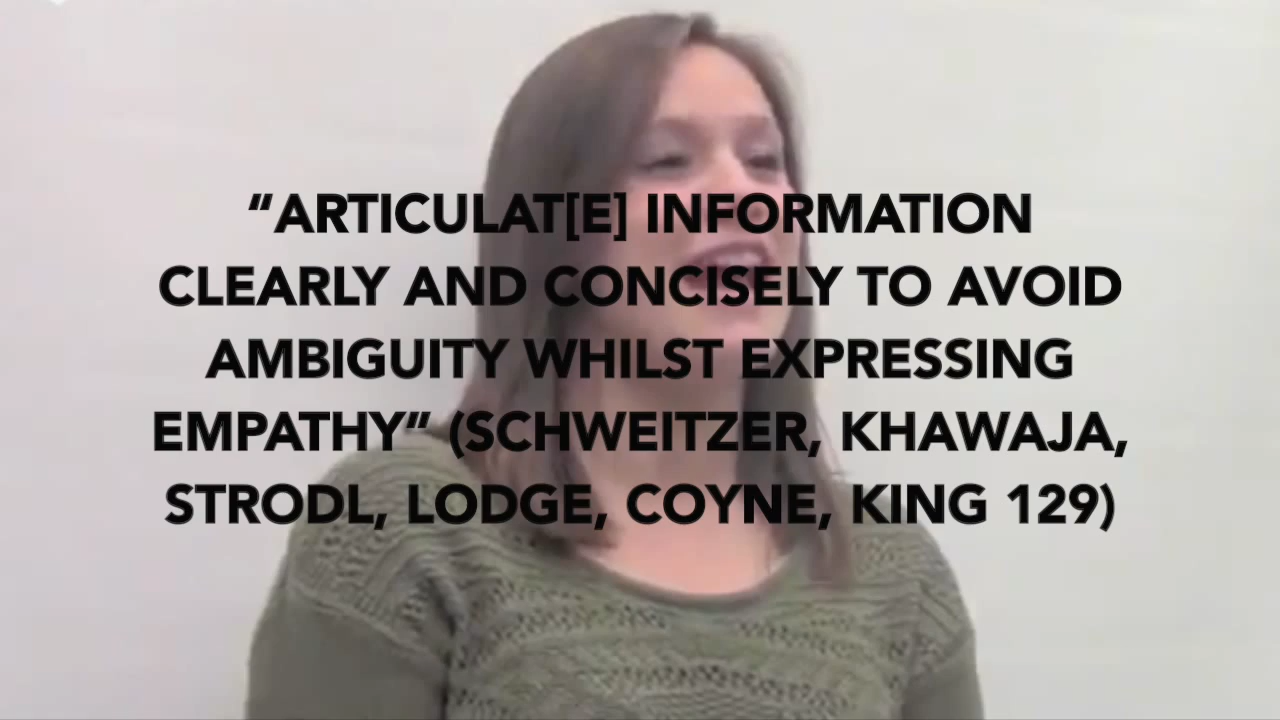 “ARTICULAT[E] INFORMATION
CLEARLY AND CONCISELY TO AVOID
AMBIGUITY WHILST EXPRESSING
EMPATHY” (SCHWEITZER, KHAWAJA,
STRODL, LODGE, COYNE, KING 129)